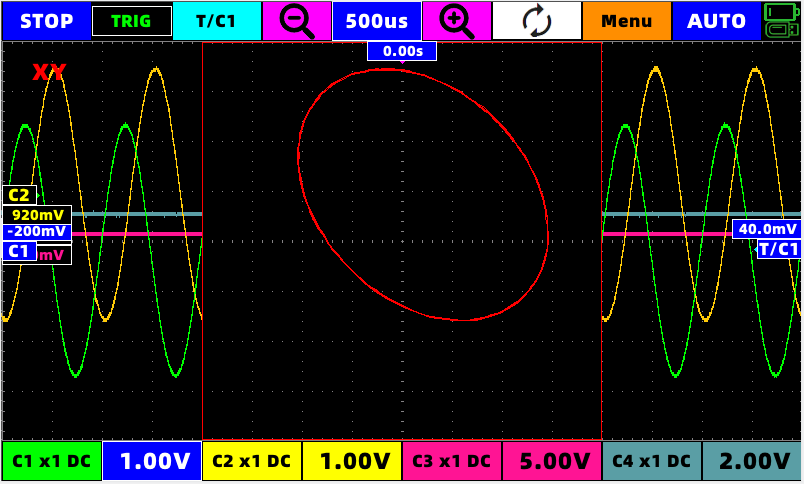 STOP TRIG T/C1 500us Menu AUTO
0.00s
XY
C2
920mV
-200mV
40.0mV
C1 mV T/C1
C1 x1 DC 1.00V C2 x1 DC 1.00V C3 x1 DC 5.00V C4 x1 DC 2.00V